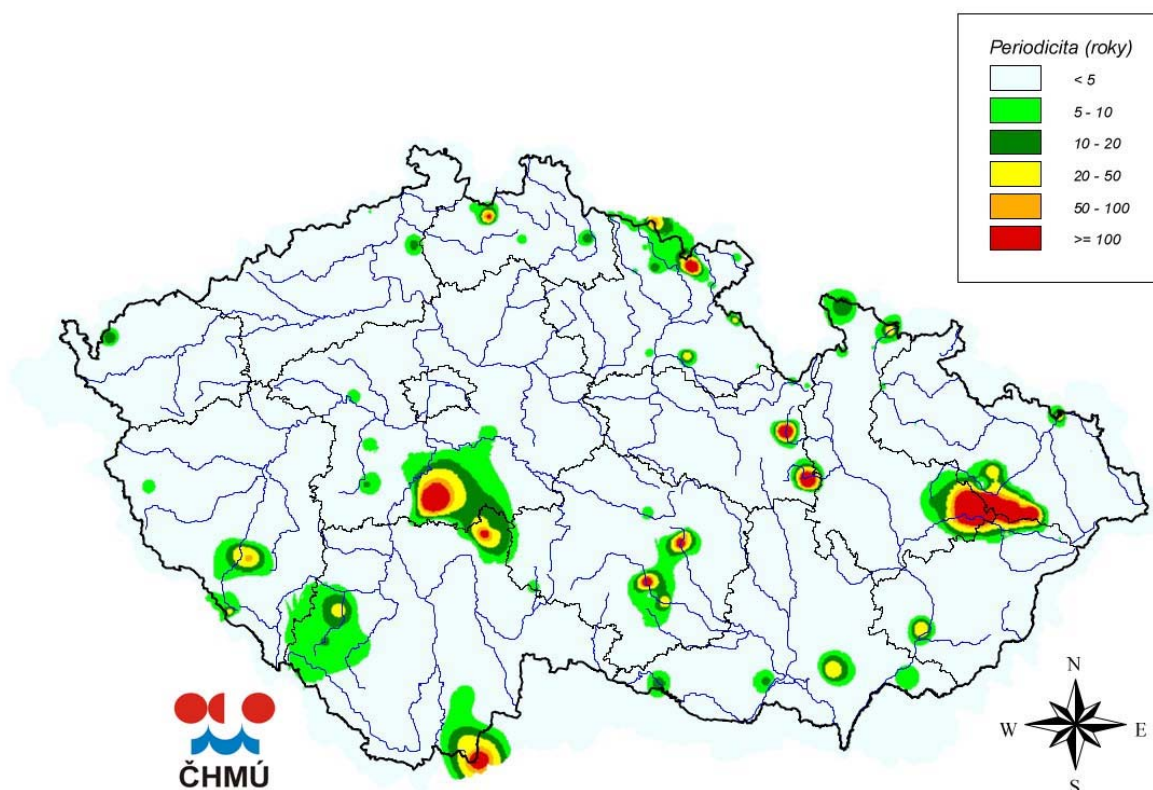 Periodicita (roky)
< 5
5 - 10
10 - 20
20 - 50
50 - 100
>= 100
N
W E
S
ČHMÚ